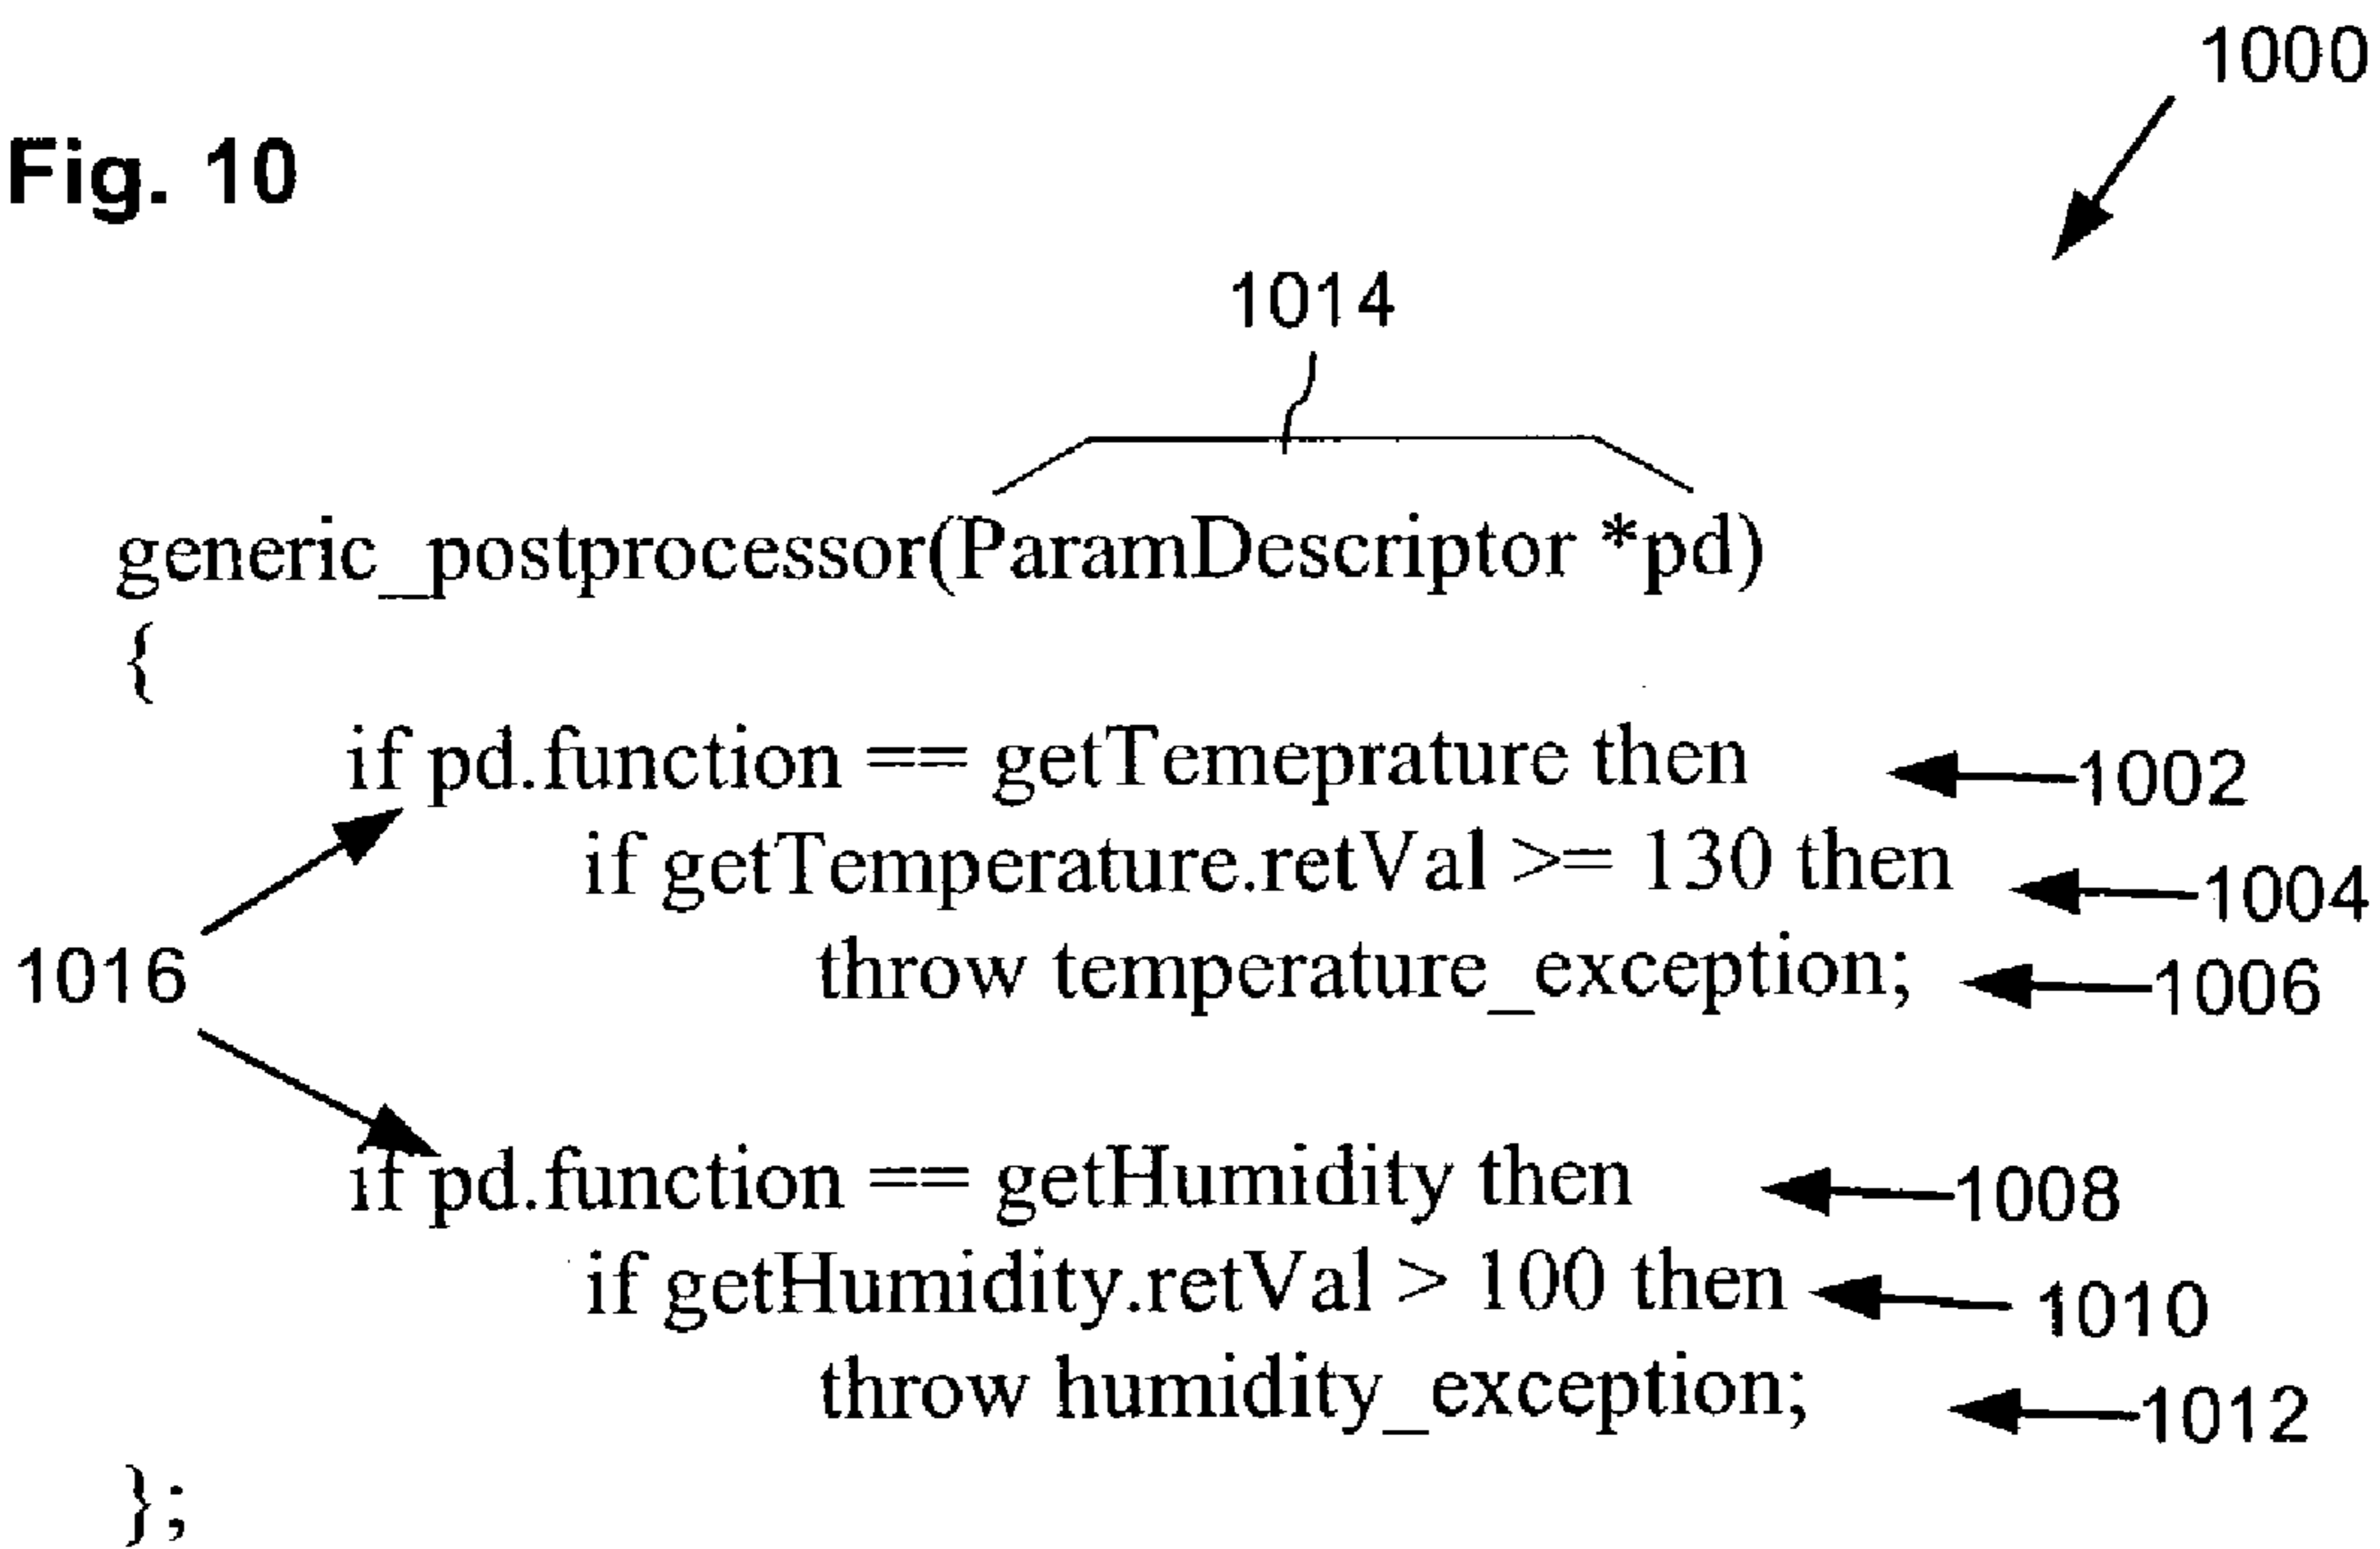 1000
Fig. 10
1014
generic_postprocessor(ParamDescriptor *pd)
{
if pd.function == getTemeprature then 1002
if getTemperature.retVal >= 130 then 1004
throw temperature_exception; 1006
1016
if pd.function == getHumidity then 1008
if getHumidity.retVal > 100 then 1010
throw humidity_exception; 1012
};